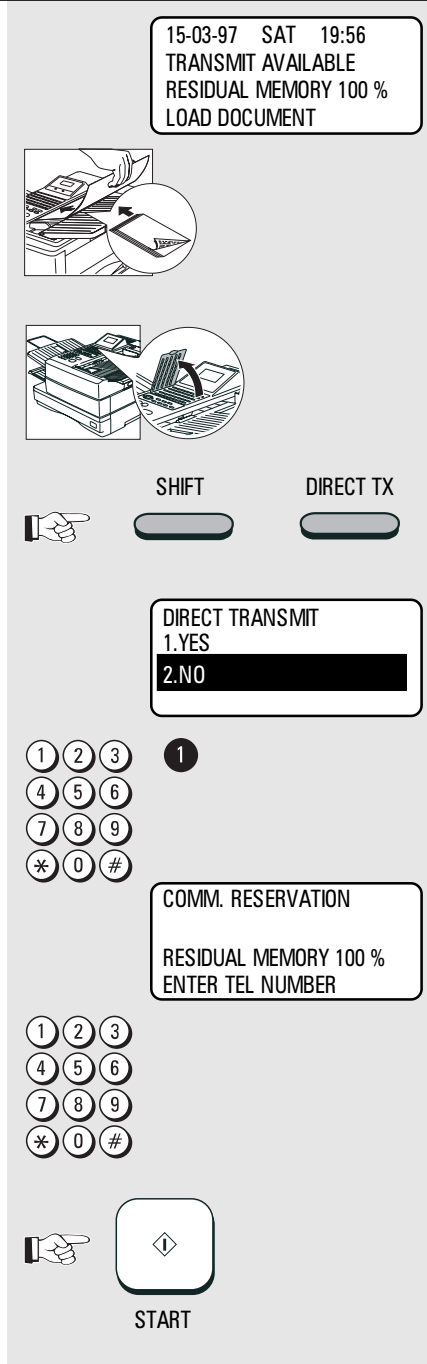 15-03-97 SAT 19:56
TRANSMIT AVAILABLE
RESIDUAL MEMORY 100 %
LOAD DOCUMENT
SHIFT DIRECT TX
DIRECT TRANSMIT
1.YES
2.NO
1 2 3 1
4 5 6
7 8 9
* 0 #
COMM. RESERVATION
RESIDUAL MEMORY 100 %
ENTER TEL NUMBER
1 2 3
4 5 6
7 8 9
* 0 #
START